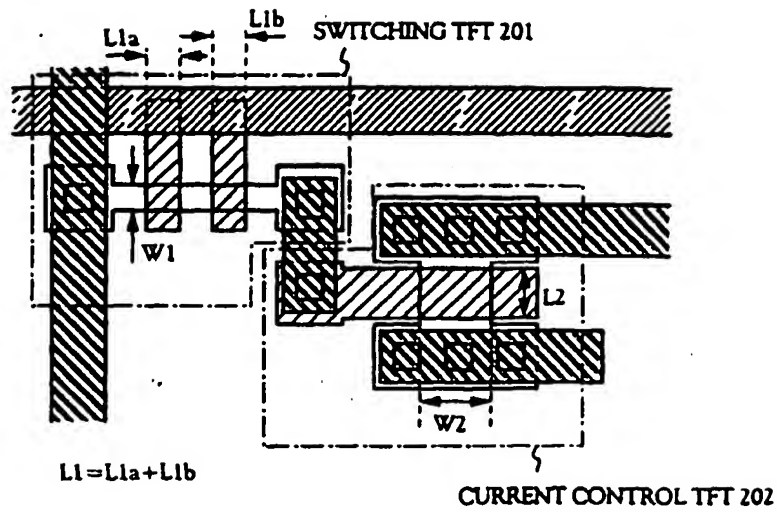 L1b
SWITCHING TFT 201
L1a
W1
L2
W2
L1=L1a+L1b
CURRENT CONTROL TFT 202